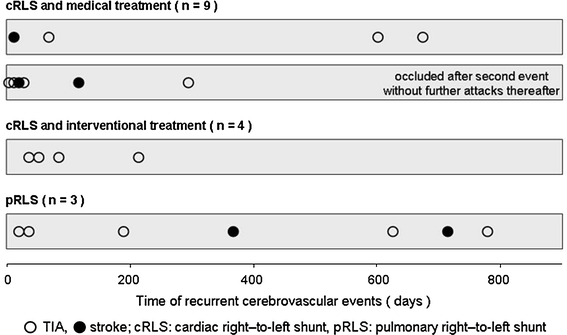 cRLS and medical treatment ( n = 9 )
occluded after second event
without further attacks thereafter
cRLS and interventional treatment ( n = 4 )
pRLS ( n = 3 )
0 200 400 600 800
Time of recurrent cerebrovascular events ( days )
TIA, stroke; cRLS: cardiac right–to–left shunt, pRLS: pulmonary right–to–left shunt